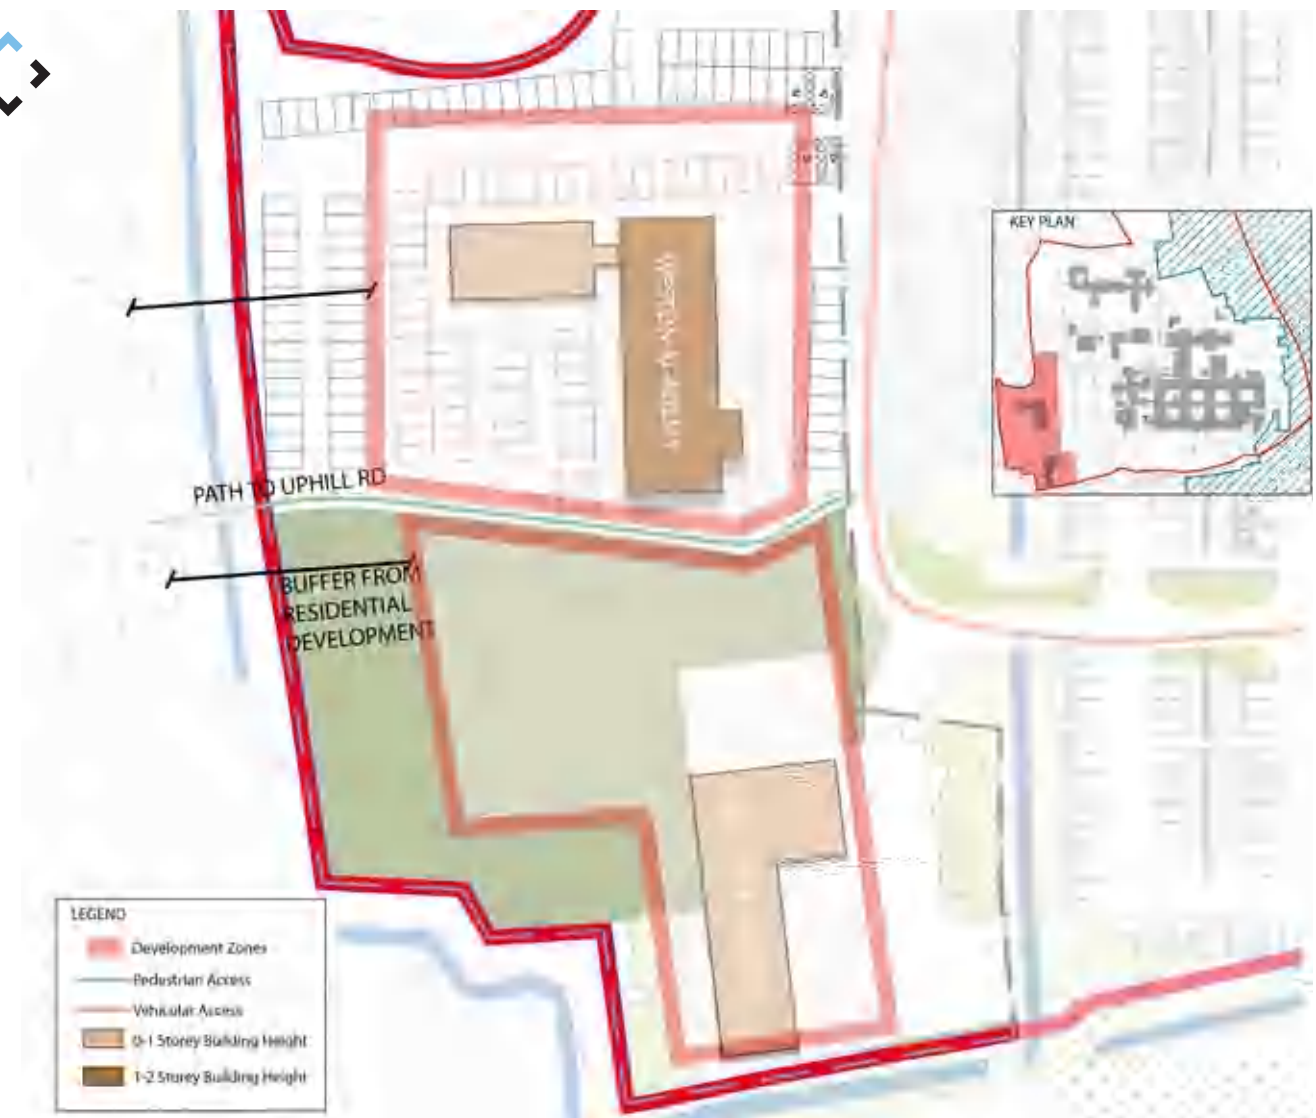 KEY PLAN
PATH TO UPHILL RD
BUFFER FROM
RESIDENTIAL
DEVELOPMENT
LEGEND
Development Zones
Pedestrian Access
Vehicular Access
0-1 Storey Building Height
1-2 Storey Building Height